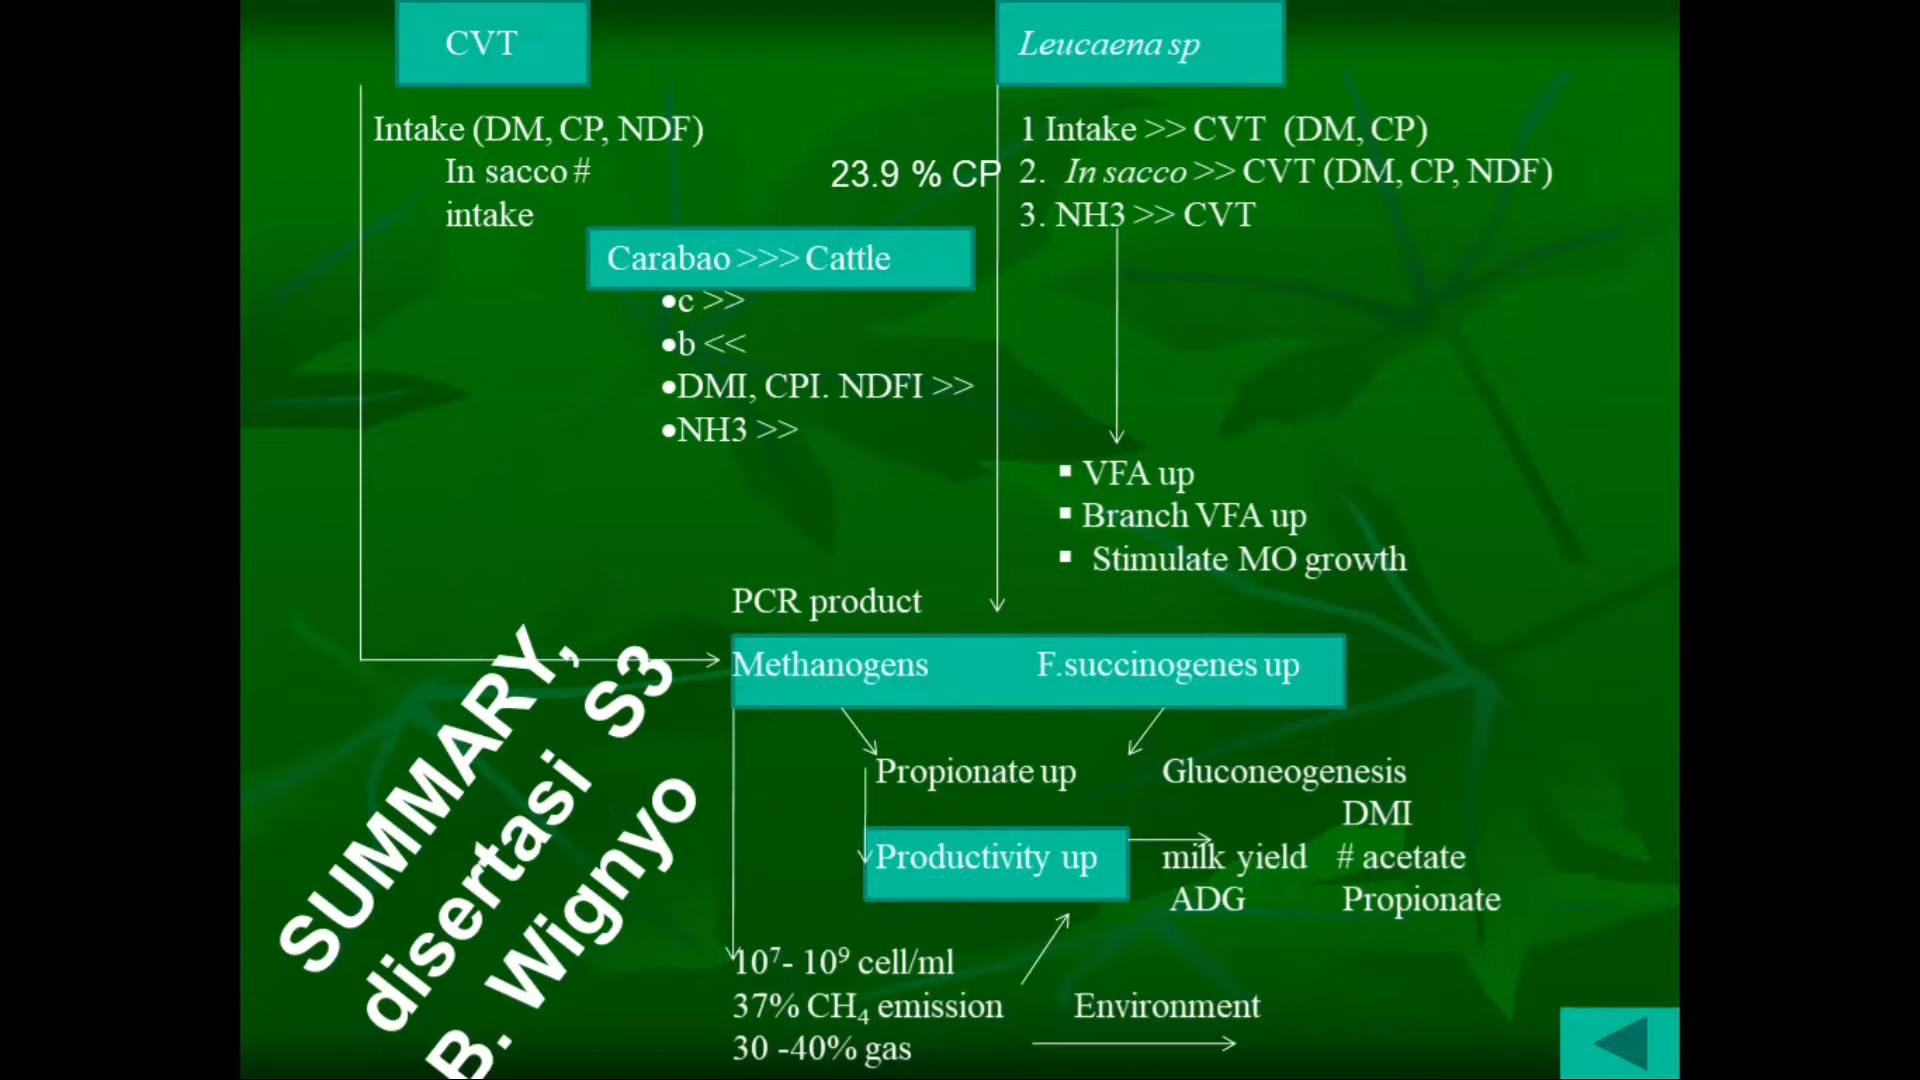 CVT
Leucaena sp
Intake (DM, CP, NDF)
In sacco #
intake
23.9 % CP
1 Intake >> CVT (DM, CP)
2. In sacco >> CVT (DM, CP, NDF)
3. NH3 >> CVT
Carabao >>> Cattle
•c >>
•b <<
•DMI, CPI. NDFI >>
•NH3 >>
▪ VFA up
▪ Branch VFA up
▪ Stimulate MO growth
PCR product
Methanogens F.succinogenes up
Propionate up Gluconeogenesis
DMI
Productivity up milk yield # acetate
ADG Propionate
10⁷- 10⁹ cell/ml
37% CH₄ emission Environment
30 -40% gas
SUMMARY,
disertasi S3
B. Wignyo